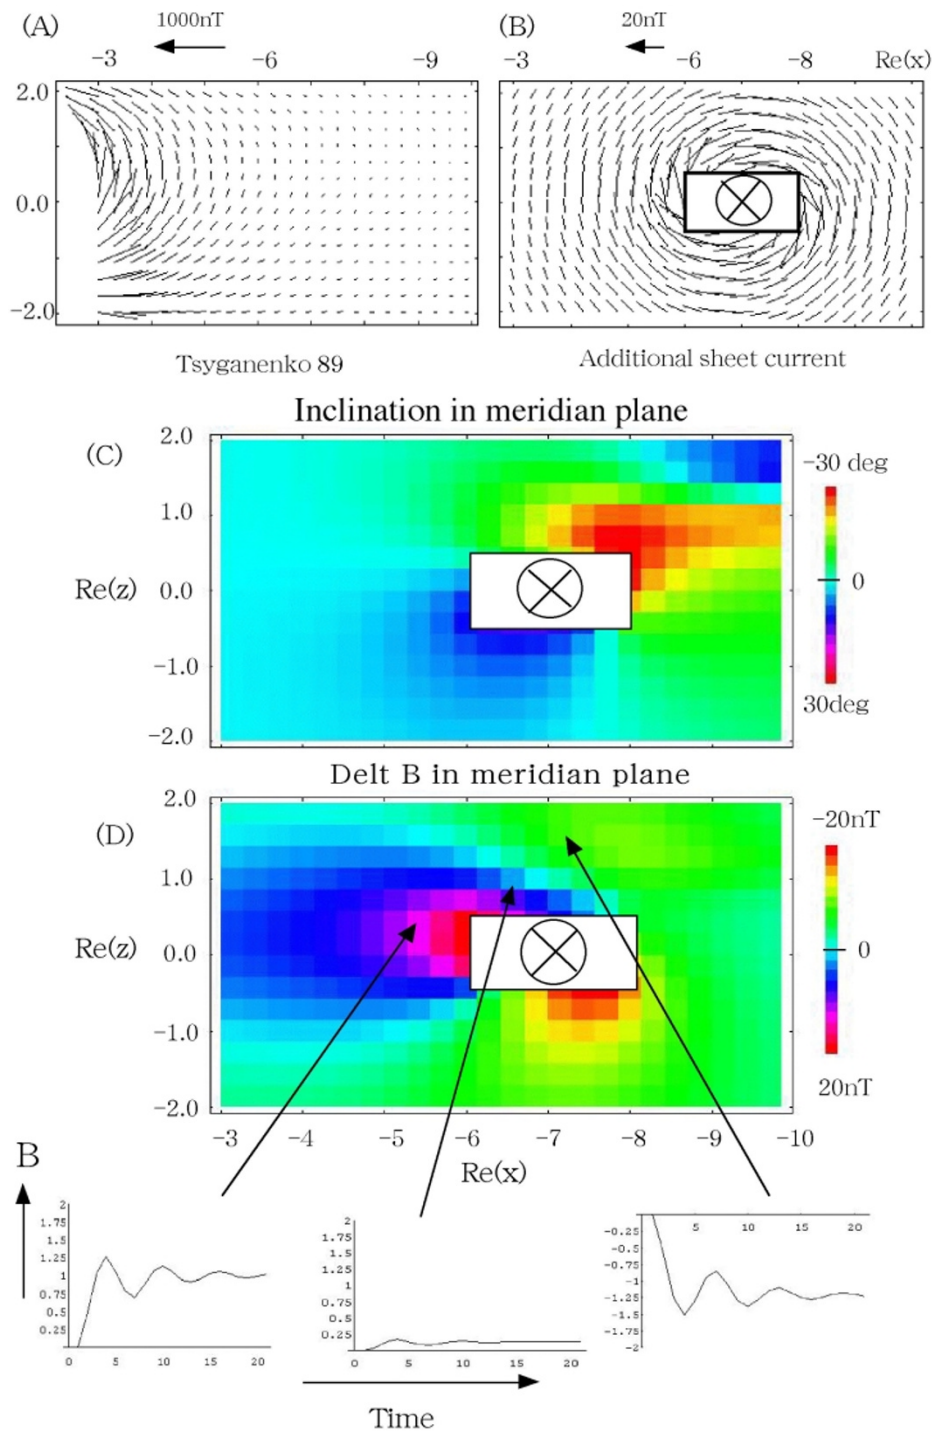 (A) 1000nT (B) 20nT
-3 -6 -9 -3 -6 -8 Re(x)
2.0
0.0
-2.0
Tsyganenko 89 Additional sheet current
Inclination in meridian plane
(C) 2.0 -30 deg
1.0
Re(z) 0.0 0
-1.0
30deg
-2.0
Delt B in meridian plane
(D) 2.0 -20nT
1.0
Re(z) 0.0 0
-1.0
20nT
-2.0
-3 -4 -5 -6 -7 -8 -9 -10
Re(x)
B
2
1.75
1.5
1.25
1
0.75
0.5
0.25
0 5 10 15 20
2
1.75
1.5
1.25
1
0.75
0.5
0.25
0 5 10 15 20
5 10 15 20
-0.25
-0.5
-0.75
-1
-1.25
-1.5
-1.75
-2
Time